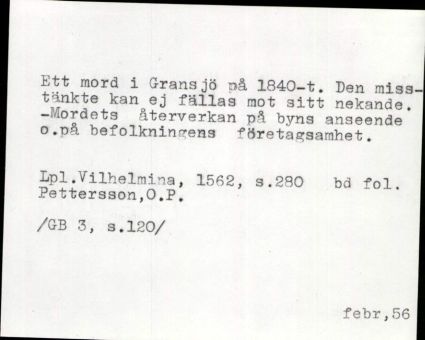 Ett mord i Gransjö på 1840-t. Den miss-
tänkte kan ej fällas mot sitt nekande.
-Mordets återverkan på byns anseende
o.på befolkningens företagsamhet.
Lpl.Vilhelmina, 1562, s.280 bd fol.
Pettersson,O.P.
/GB 3, s.120/
febr,56